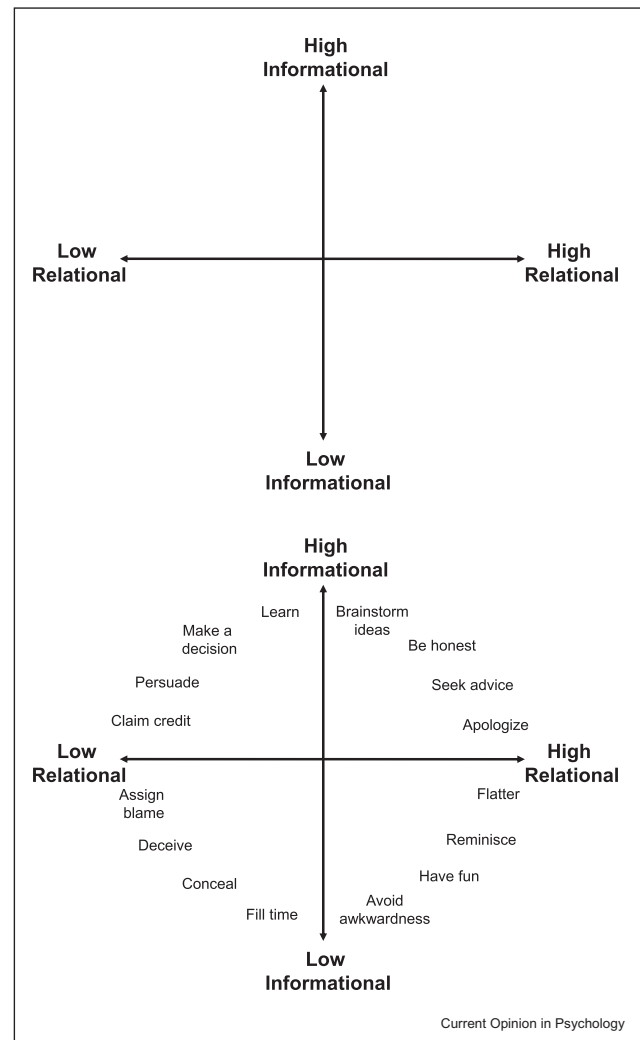 High
Informational
Low
Relational
High
Relational
Low
Informational
High
Informational
Learn
Brainstorm
ideas
Make a
decision
Be honest
Persuade
Seek advice
Claim credit
Apologize
Low
Relational
High
Relational
Assign
blame
Flatter
Deceive
Reminisce
Conceal
Have fun
Fill time
Avoid
awkwardness
Low
Informational
Current Opinion in Psychology